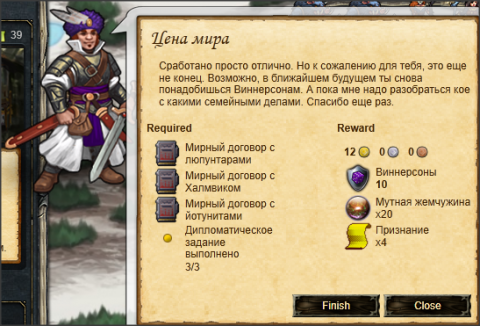 39
Цена мира
Сработано просто отлично. Но к сожалению для тебя, это еще
не конец. Возможно, в ближайшем будущем ты снова
понадобишься Виннерсонам. А пока мне надо разобраться кое
с какими семейными делами. Спасибо еще раз.
Required
Мирный договор с
люпунтарами
Мирный договор с
Халмвиком
Мирный договор с
йотунитами
Дипломатическое
задание
выполнено
3/3
Reward
12 0 0
Виннерсоны
10
Мутная жемчужина
x20
Признание
x4
Finish
Close